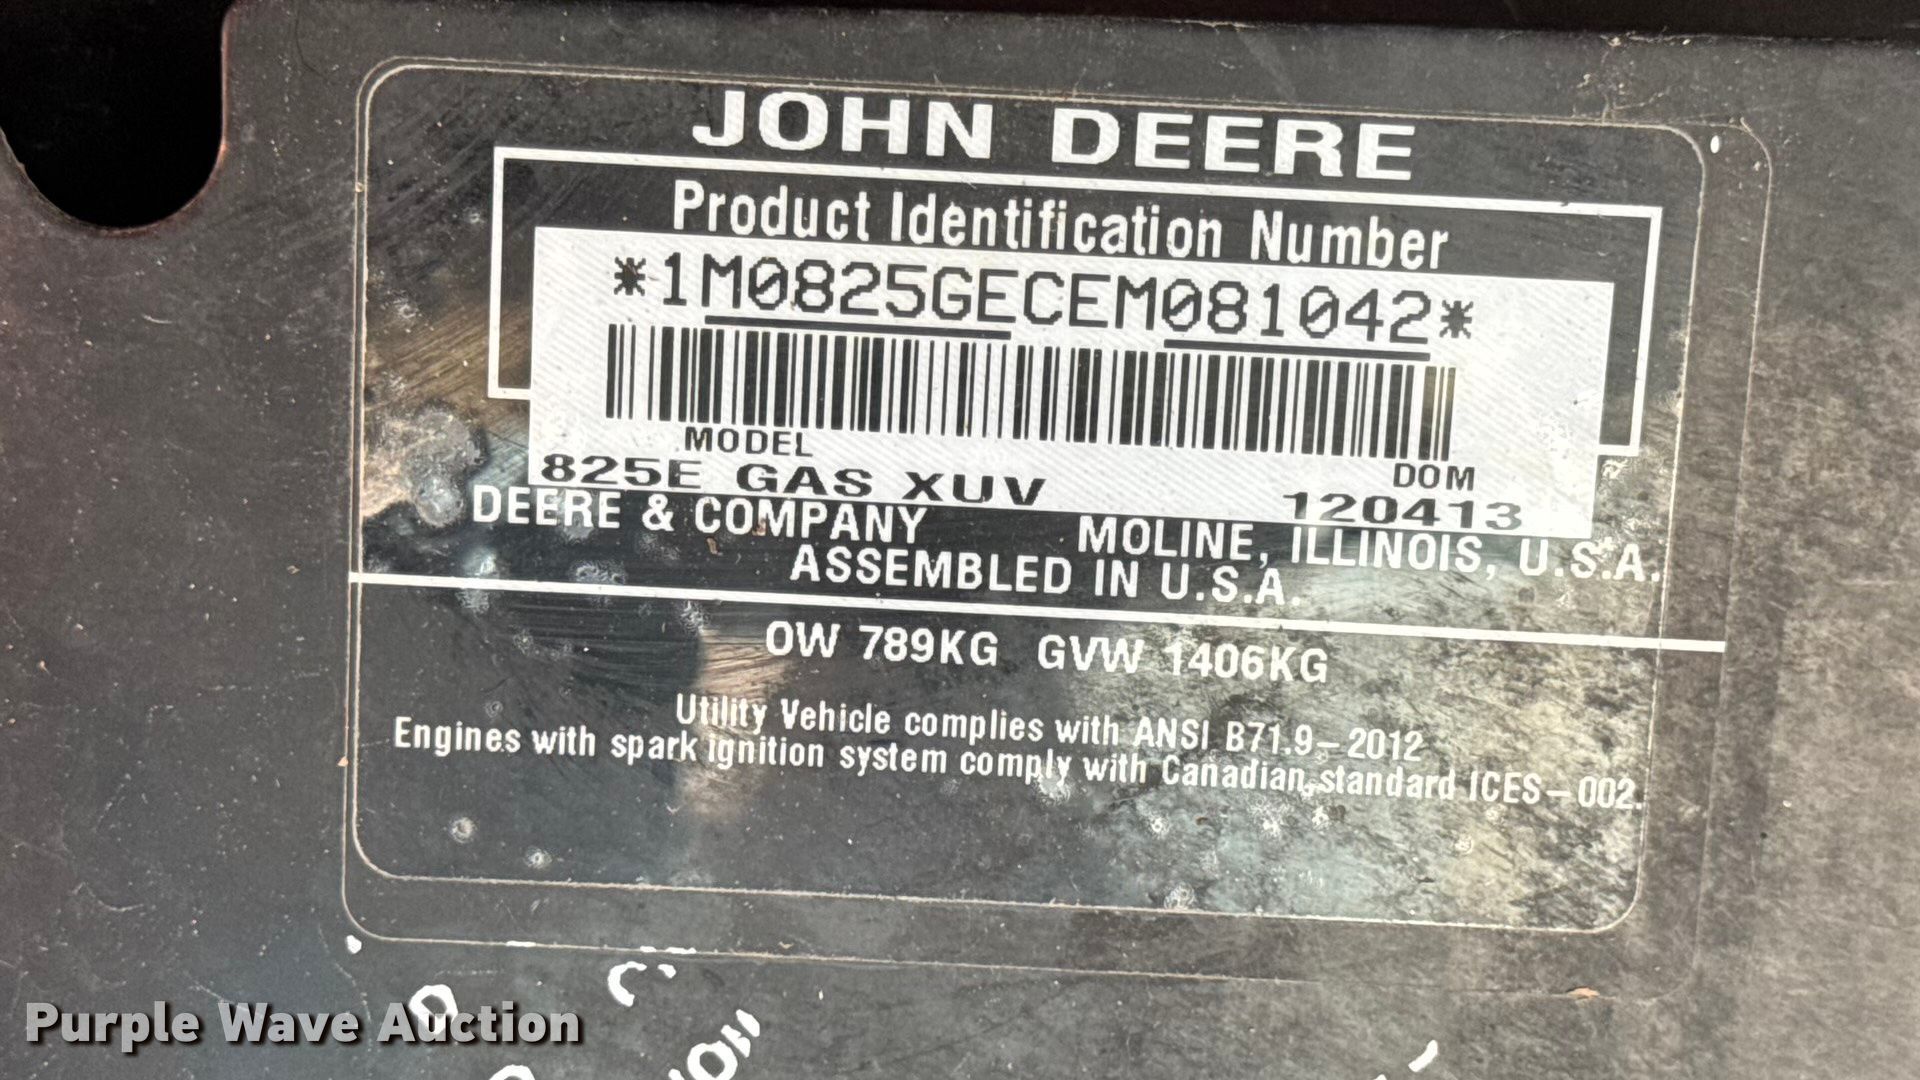 JOHN DEERE
Product Identification Number
*1M0825GECEM081042*
MODEL
DOM
825E GAS XUV
120413
DEERE & COMPANY MOLINE, ILLINOIS, U.S.A.
ASSEMBLED IN U.S.A.
OW 789KG GVW 1406KG
Utility Vehicle complies with ANSI B71.9-2012
Engines with spark ignition system comply with Canadian standard ICES-002.
Purple Wave Auction